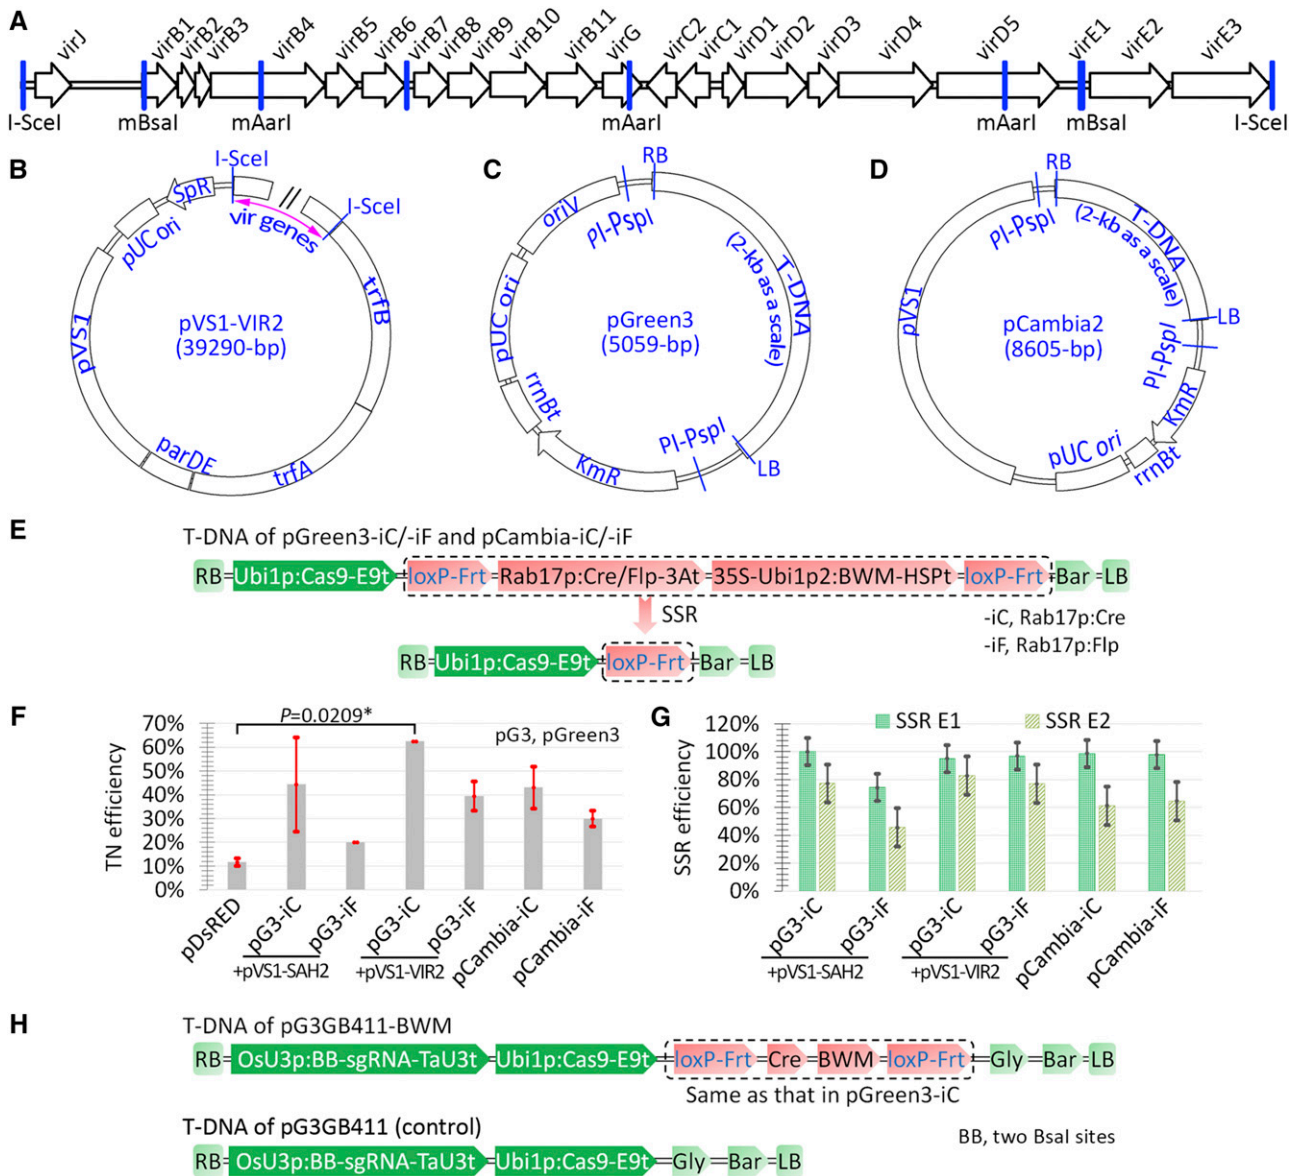 A
virJ virB1 virB2 virB3 virB4 virB5 virB6 virB7 virB8 virB9 virB10 virB11 virG virC2 virC1 virD1 virD2 virD3 virD4 virD5 virE1 virE2 virE3
I-SceI mBsaI mAarI mAarI mAarI mBsaI I-SceI
B
I-SceI
SpR
I-SceI
vir genes
pUC ori
trfB
pVS1
pVS1-VIR2
(39290-bp)
parDE
trfA
C
RB
oriV
PI-PspI
T-DNA
(2-kb as a scale)
pUC ori
pGreen3
(5059-bp)
rrnBt
PI-PspI
LB
KmR
D
RB
PI-PspI
T-DNA
(2-kb as a scale)
pVS1
LB
pCambia2
(8605-bp)
PI-PspI
KmR
pUC ori
rrnBt
E
T-DNA of pGreen3-iC/-iF and pCambia-iC/-iF
RB Ubi1p:Cas9-E9t loxP-Frt Rab17p:Cre/Flp-3At 35S-Ubi1p2:BWM-HSPt loxP-Frt Bar LB
SSR
-iC, Rab17p:Cre
-iF, Rab17p:Flp
RB Ubi1p:Cas9-E9t loxP-Frt Bar LB
F
TN efficiency
70%
60%
50%
40%
30%
20%
10%
0%
P=0.0209*
pG3, pGreen3
pDsRED pG3-iC pG3-iF pG3-iC pG3-iF pCambia-iC pCambia-iF
+pVS1-SAH2 +pVS1-VIR2
G
SSR efficiency
120%
100%
80%
60%
40%
20%
0%
SSR E1 SSR E2
pG3-iC pG3-iF pG3-iC pG3-iF pCambia-iC pCambia-iF
+pVS1-SAH2 +pVS1-VIR2
H
T-DNA of pG3GB411-BWM
RB OsU3p:BB-sgRNA-TaU3t Ubi1p:Cas9-E9t loxP-Frt Cre BWM loxP-Frt Gly Bar LB
Same as that in pGreen3-iC
T-DNA of pG3GB411 (control)
RB OsU3p:BB-sgRNA-TaU3t Ubi1p:Cas9-E9t Gly Bar LB
BB, two BsaI sites